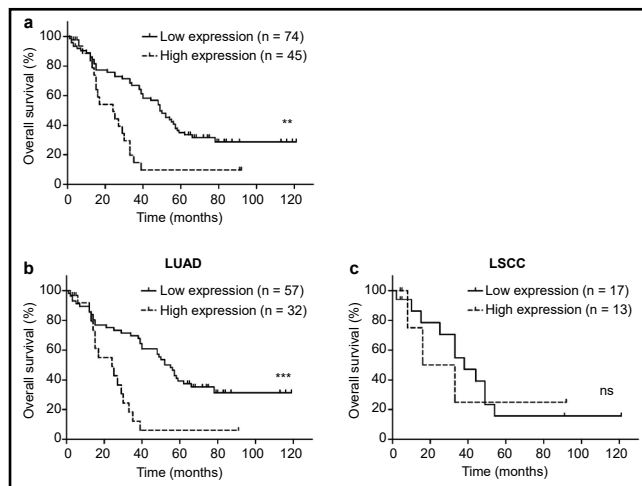 a
Low expression (n = 74)
High expression (n = 45)
Overall survival (%)
100
80
60
40
20
0
**
0 20 40 60 80 100 120
Time (months)
b
LUAD
Low expression (n = 57)
High expression (n = 32)
Overall survival (%)
100
80
60
40
20
0
***
0 20 40 60 80 100 120
Time (months)
c
LSCC
Low expression (n = 17)
High expression (n = 13)
Overall survival (%)
100
80
60
40
20
0
ns
0 20 40 60 80 100 120
Time (months)